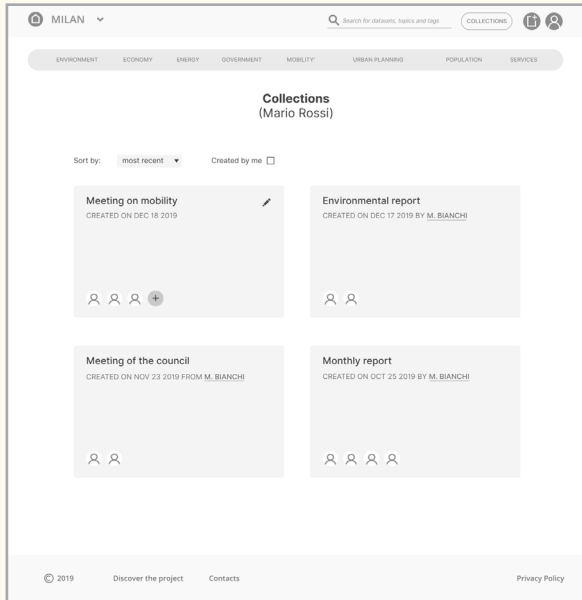 MILAN
Search for datasets, topics and tags
COLLECTIONS
ENVIRONMENT ECONOMY ENERGY GOVERNMENT MOBILITY' URBAN PLANNING POPULATION SERVICES
Collections
(Mario Rossi)
Sort by: most recent Created by me
Meeting on mobility
CREATED ON DEC 18 2019
Environmental report
CREATED ON DEC 17 2019 BY M. BIANCHI
Meeting of the council
CREATED ON NOV 23 2019 FROM M. BIANCHI
Monthly report
CREATED ON OCT 25 2019 BY M. BIANCHI
© 2019 Discover the project Contacts Privacy Policy